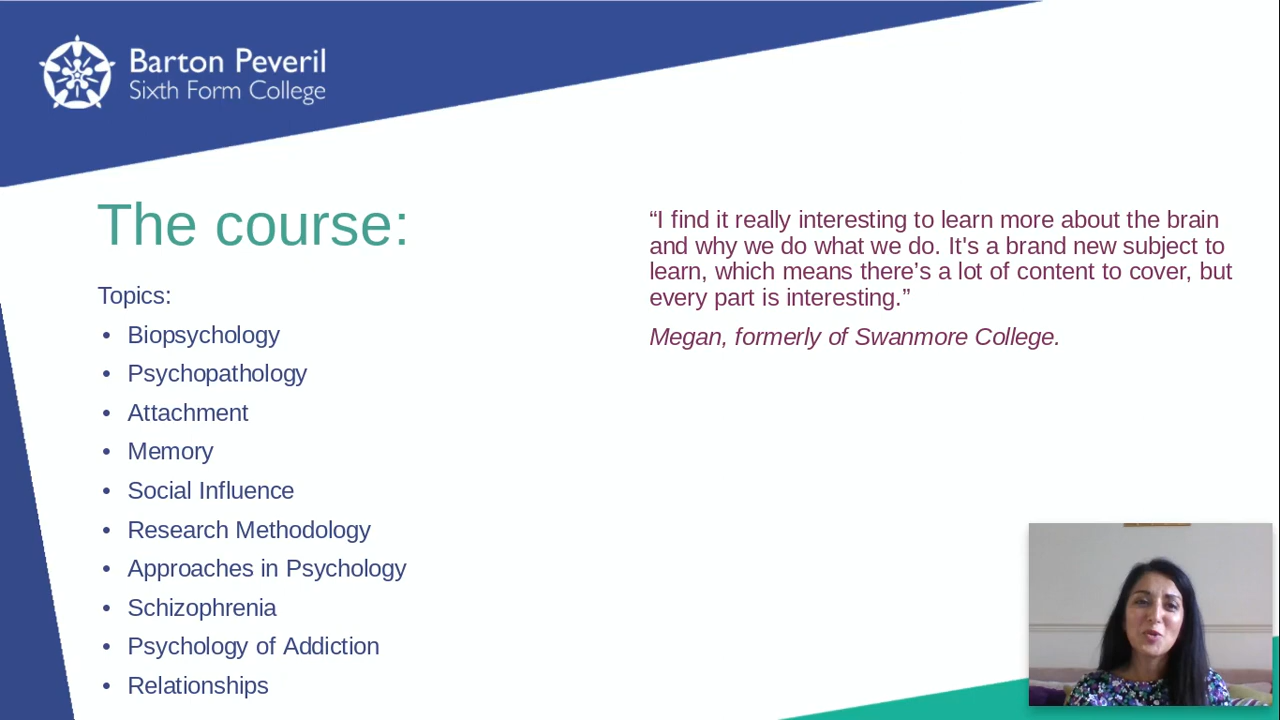 Barton Peveril
Sixth Form College
The course:
Topics:
• Biopsychology
• Psychopathology
• Attachment
• Memory
• Social Influence
• Research Methodology
• Approaches in Psychology
• Schizophrenia
• Psychology of Addiction
• Relationships
“I find it really interesting to learn more about the brain
and why we do what we do. It's a brand new subject to
learn, which means there’s a lot of content to cover, but
every part is interesting.”
Megan, formerly of Swanmore College.